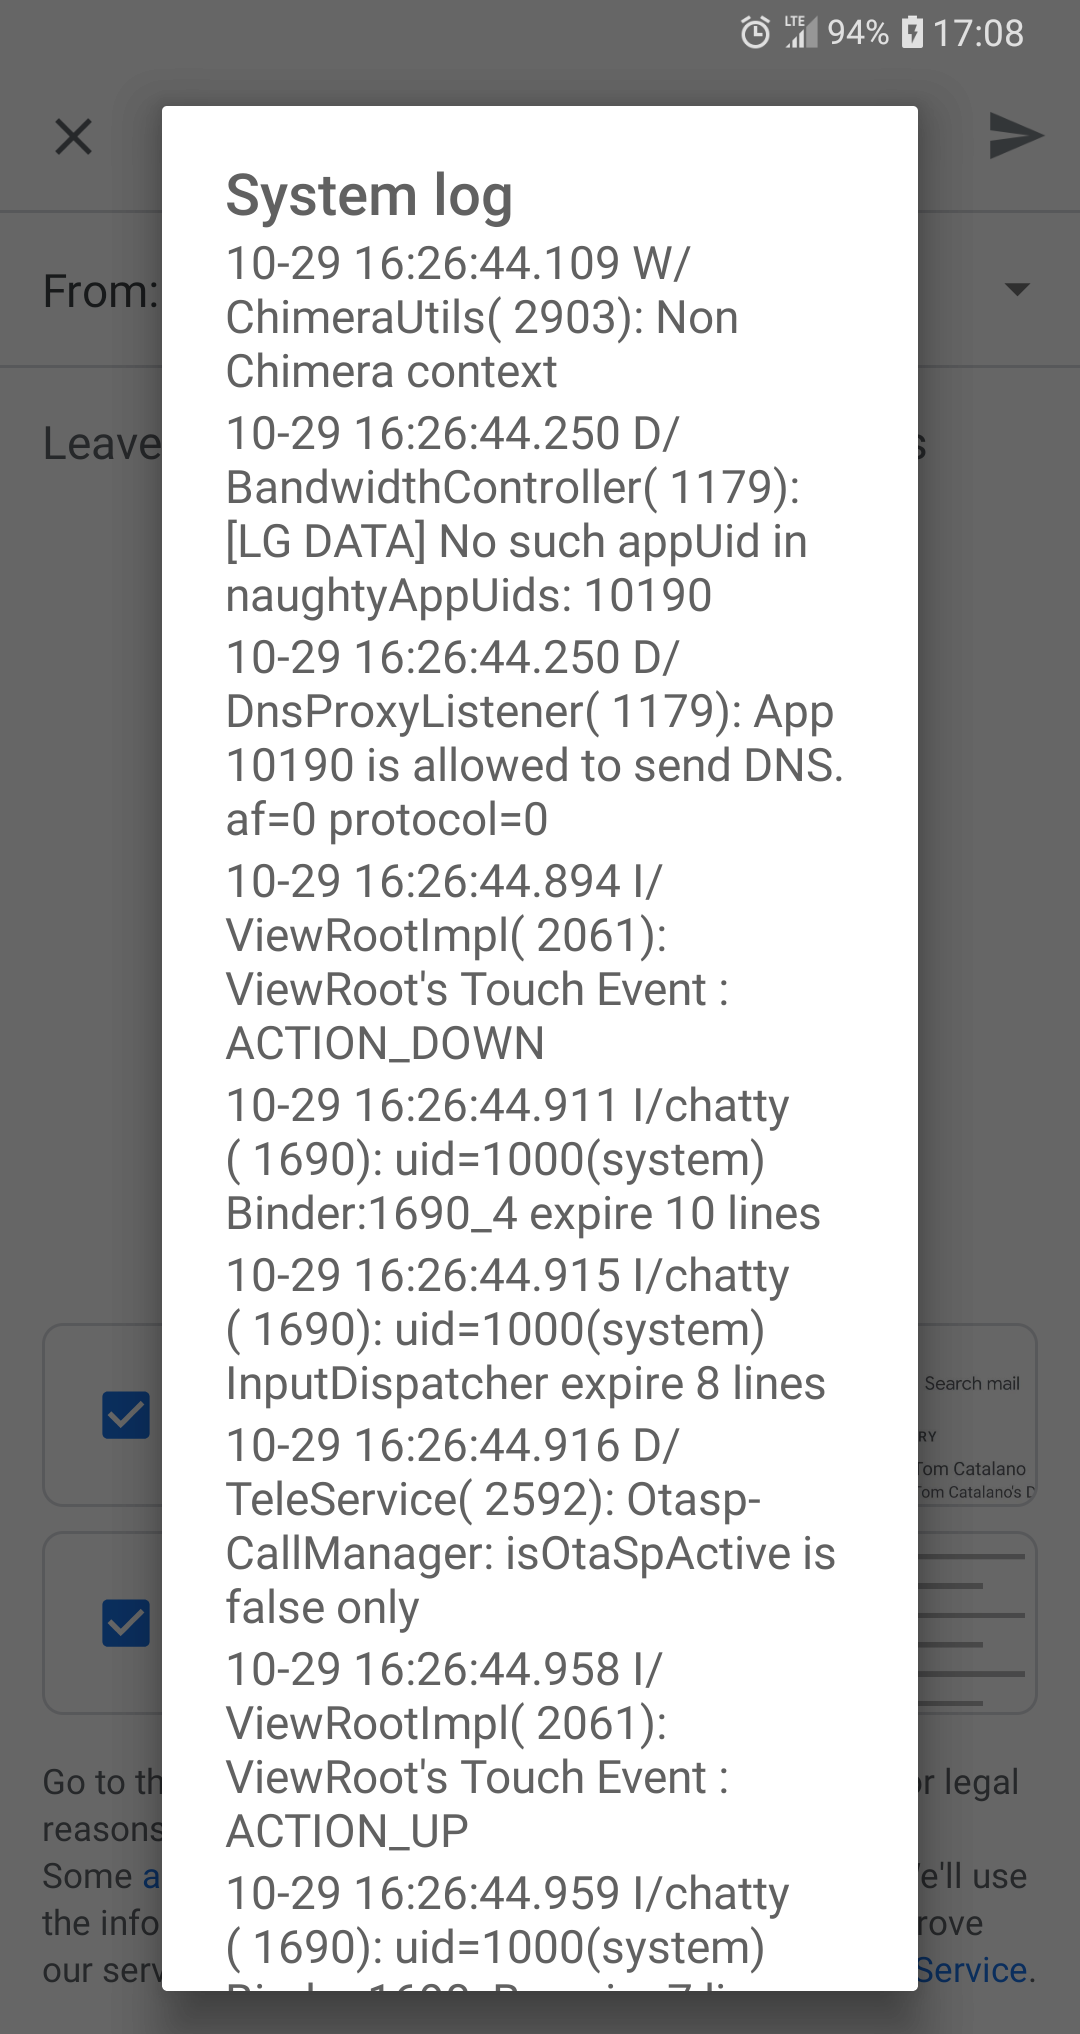 LTE 94% 17:08
System log
10-29 16:26:44.109 W/
ChimeraUtils( 2903): Non
Chimera context
10-29 16:26:44.250 D/
BandwidthController( 1179):
[LG DATA] No such appUid in
naughtyAppUids: 10190
10-29 16:26:44.250 D/
DnsProxyListener( 1179): App
10190 is allowed to send DNS.
af=0 protocol=0
10-29 16:26:44.894 I/
ViewRootImpl( 2061):
ViewRoot's Touch Event :
ACTION_DOWN
10-29 16:26:44.911 I/chatty
( 1690): uid=1000(system)
Binder:1690_4 expire 10 lines
10-29 16:26:44.915 I/chatty
( 1690): uid=1000(system)
InputDispatcher expire 8 lines
10-29 16:26:44.916 D/
TeleService( 2592): Otasp-
CallManager: isOtaSpActive is
false only
10-29 16:26:44.958 I/
ViewRootImpl( 2061):
ViewRoot's Touch Event :
ACTION_UP
10-29 16:26:44.959 I/chatty
( 1690): uid=1000(system)
From:
Leave
Search mail
RY
Tom Catalano
Tom Catalano's D
Go to th
r legal
reasons
Some a
e'll use
the info
rove
our serv
Service.